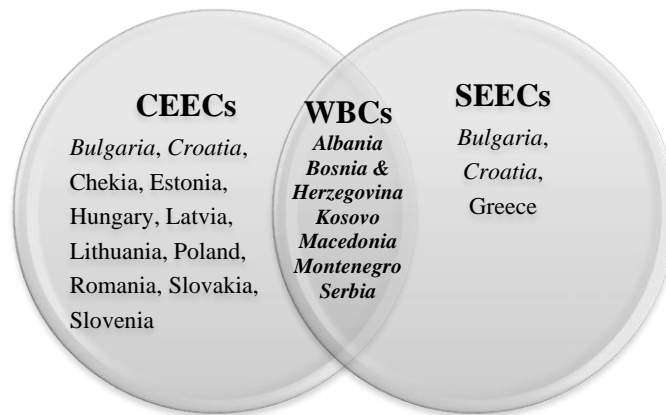 CEECs
Bulgaria, Croatia,
Chekia, Estonia,
Hungary, Latvia,
Lithuania, Poland,
Romania, Slovakia,
Slovenia
WBCs
Albania
Bosnia &
Herzegovina
Kosovo
Macedonia
Montenegro
Serbia
SEECs
Bulgaria,
Croatia,
Greece